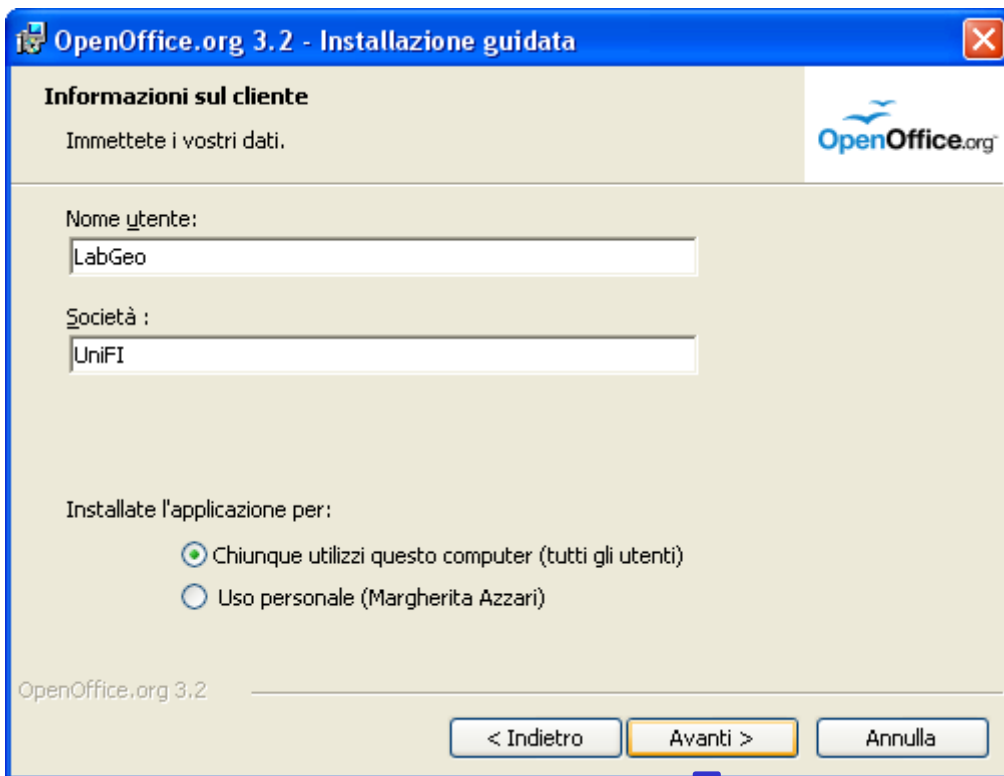 OpenOffice.org 3.2 - Installazione guidata
Informazioni sul cliente
Immettete i vostri dati.
OpenOffice.org
Nome utente:
LabGeo
Società :
UniFI
Installate l'applicazione per:
Chiunque utilizzi questo computer (tutti gli utenti)
Uso personale (Margherita Azzari)
OpenOffice.org 3.2
< Indietro
Avanti >
Annulla